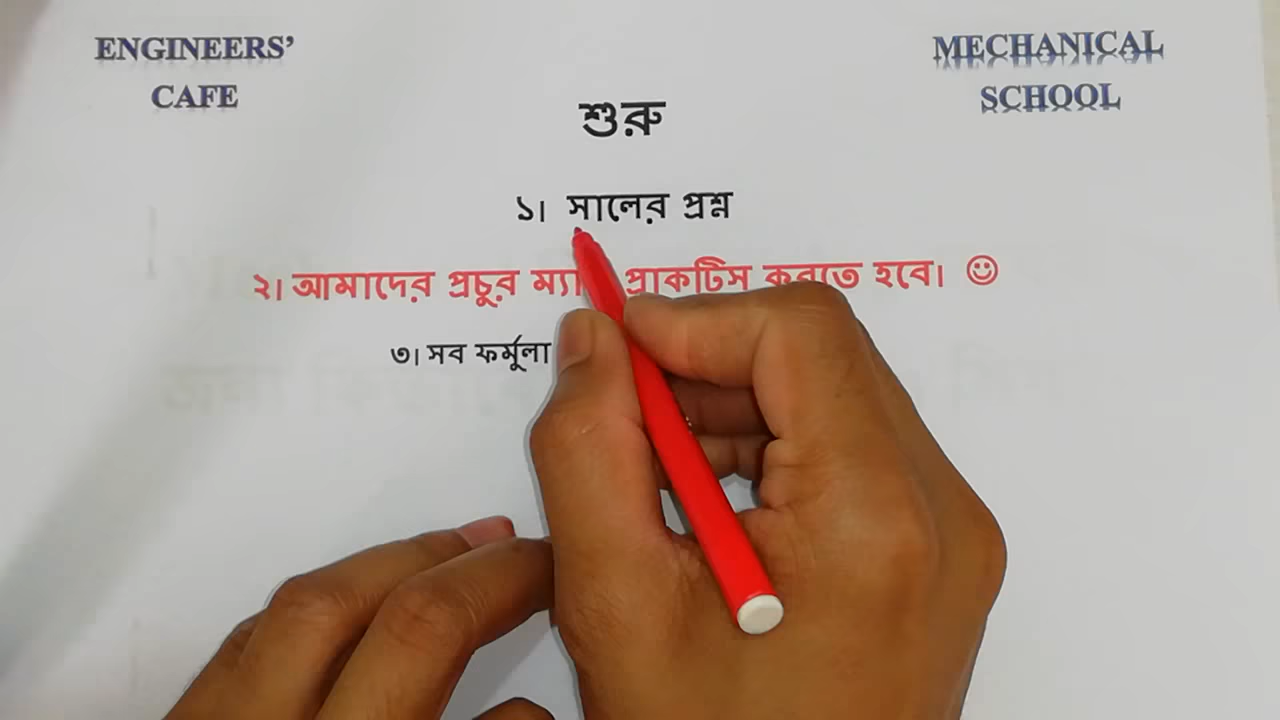 ENGINEERS’
CAFE
MECHANICAL
SCHOOL
শুরু
১। সালের প্রশ্ন
২। আমাদের প্রচুর প্রাকটিস করতে হবে। ☺
৩। সব ফর্মুলা